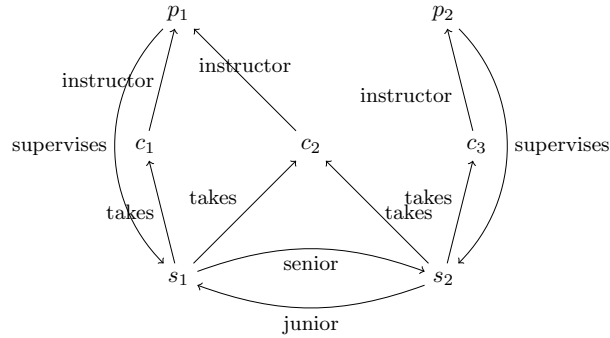 p1 p2
instructor
instructor
instructor
supervises c1 c2 c3 supervises
takes
takes
takes
takes
s1 senior s2
junior